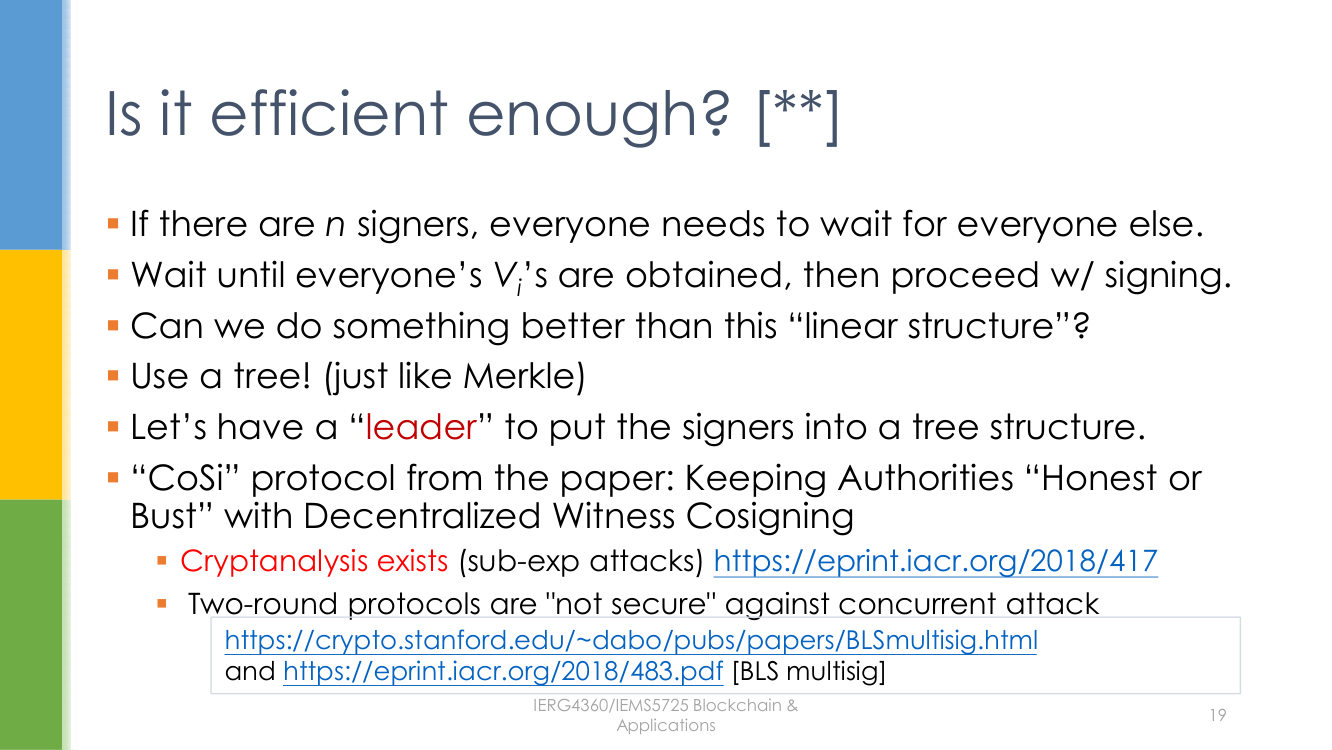 Is it efficient enough? [**]
▪ If there are n signers, everyone needs to wait for everyone else.
▪ Wait until everyone’s Vi’s are obtained, then proceed w/ signing.
▪ Can we do something better than this “linear structure”?
▪ Use a tree! (just like Merkle)
▪ Let’s have a “leader” to put the signers into a tree structure.
▪ “CoSi” protocol from the paper: Keeping Authorities “Honest or
Bust” with Decentralized Witness Cosigning
▪ Cryptanalysis exists (sub-exp attacks) https://eprint.iacr.org/2018/417
▪ Two-round protocols are "not secure" against concurrent attack
https://crypto.stanford.edu/~dabo/pubs/papers/BLSmultisig.html
and https://eprint.iacr.org/2018/483.pdf [BLS multisig]
IERG4360/IEMS5725 Blockchain &
Applications
19